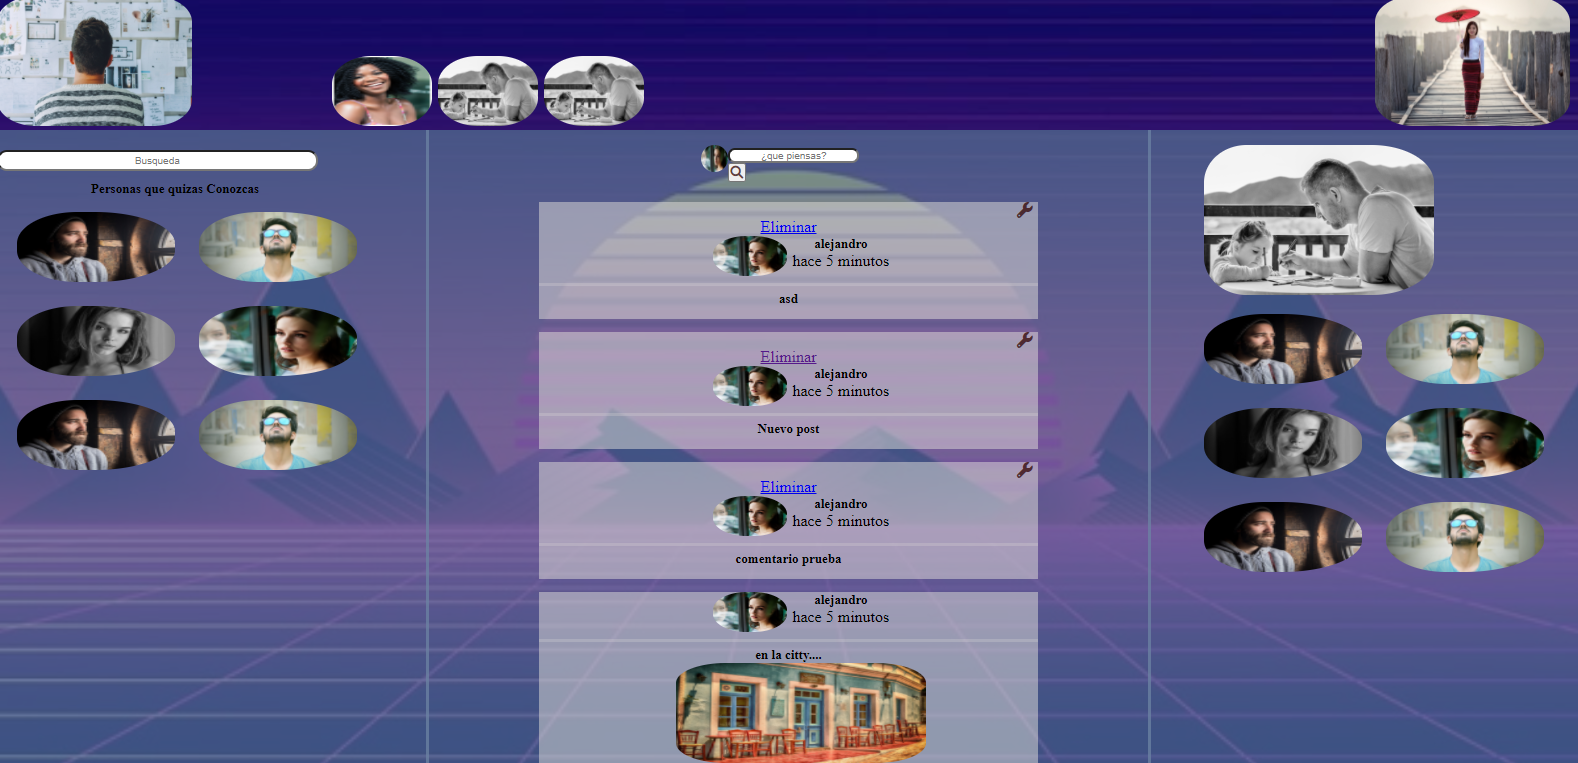 Busqueda
Personas que quizas Conozcas
¿que piensas?
Eliminar
alejandro
hace 5 minutos
asd
Eliminar
alejandro
hace 5 minutos
Nuevo post
Eliminar
alejandro
hace 5 minutos
comentario prueba
alejandro
hace 5 minutos
en la citty....